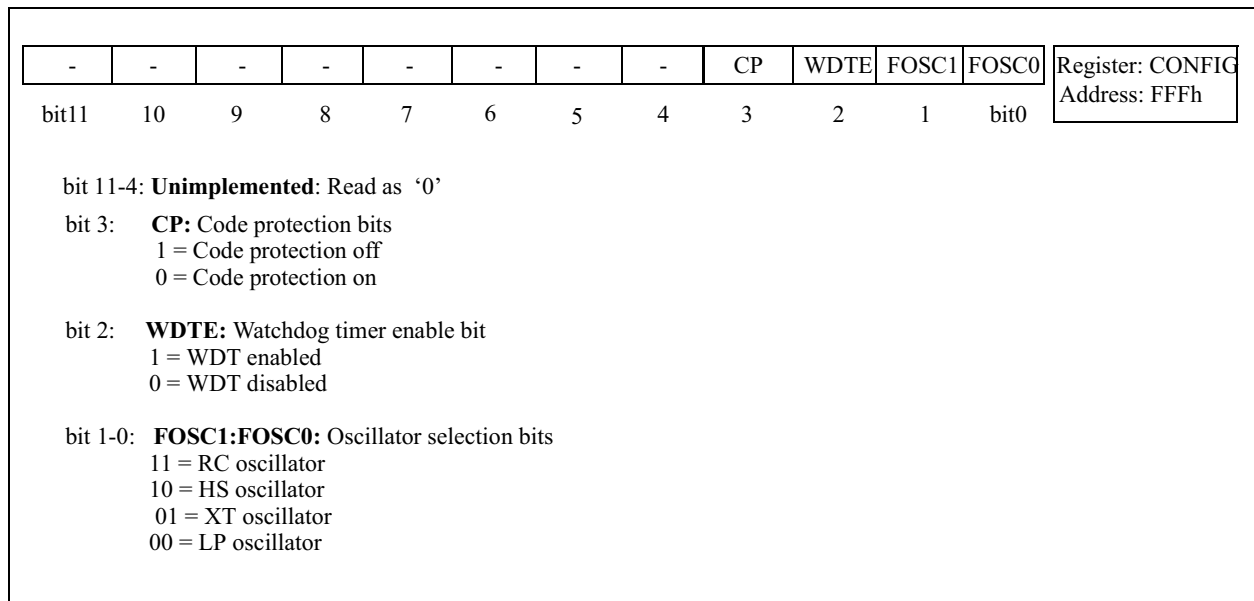 - - - - - - - - CP WDTE FOSC1 FOSC0 Register: CONFIG
Address: FFFh
bit11 10 9 8 7 6 5 4 3 2 1 bit0
bit 11-4: Unimplemented: Read as ‘0’
bit 3: CP: Code protection bits
1 = Code protection off
0 = Code protection on
bit 2: WDTE: Watchdog timer enable bit
1 = WDT enabled
0 = WDT disabled
bit 1-0: FOSC1:FOSC0: Oscillator selection bits
11 = RC oscillator
10 = HS oscillator
01 = XT oscillator
00 = LP oscillator